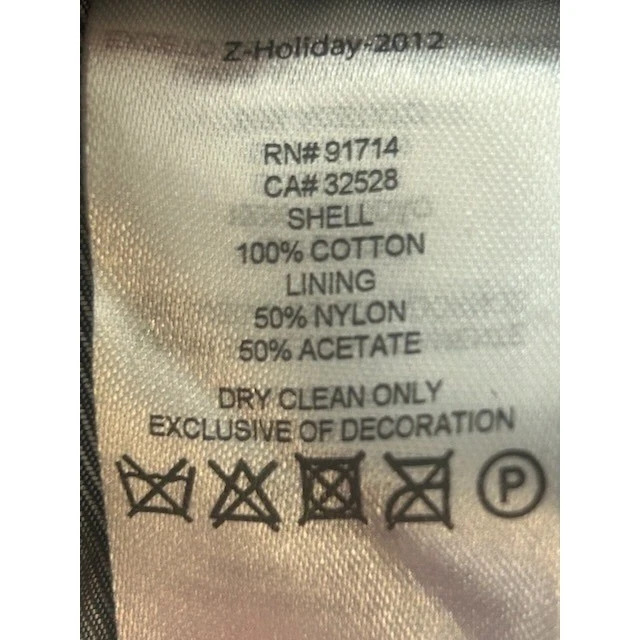 Z-Holiday-2012
RN# 91714
CA# 32528
SHELL
100% COTTON
LINING
50% NYLON
50% ACETATE
DRY CLEAN ONLY
EXCLUSIVE OF DECORATION
P